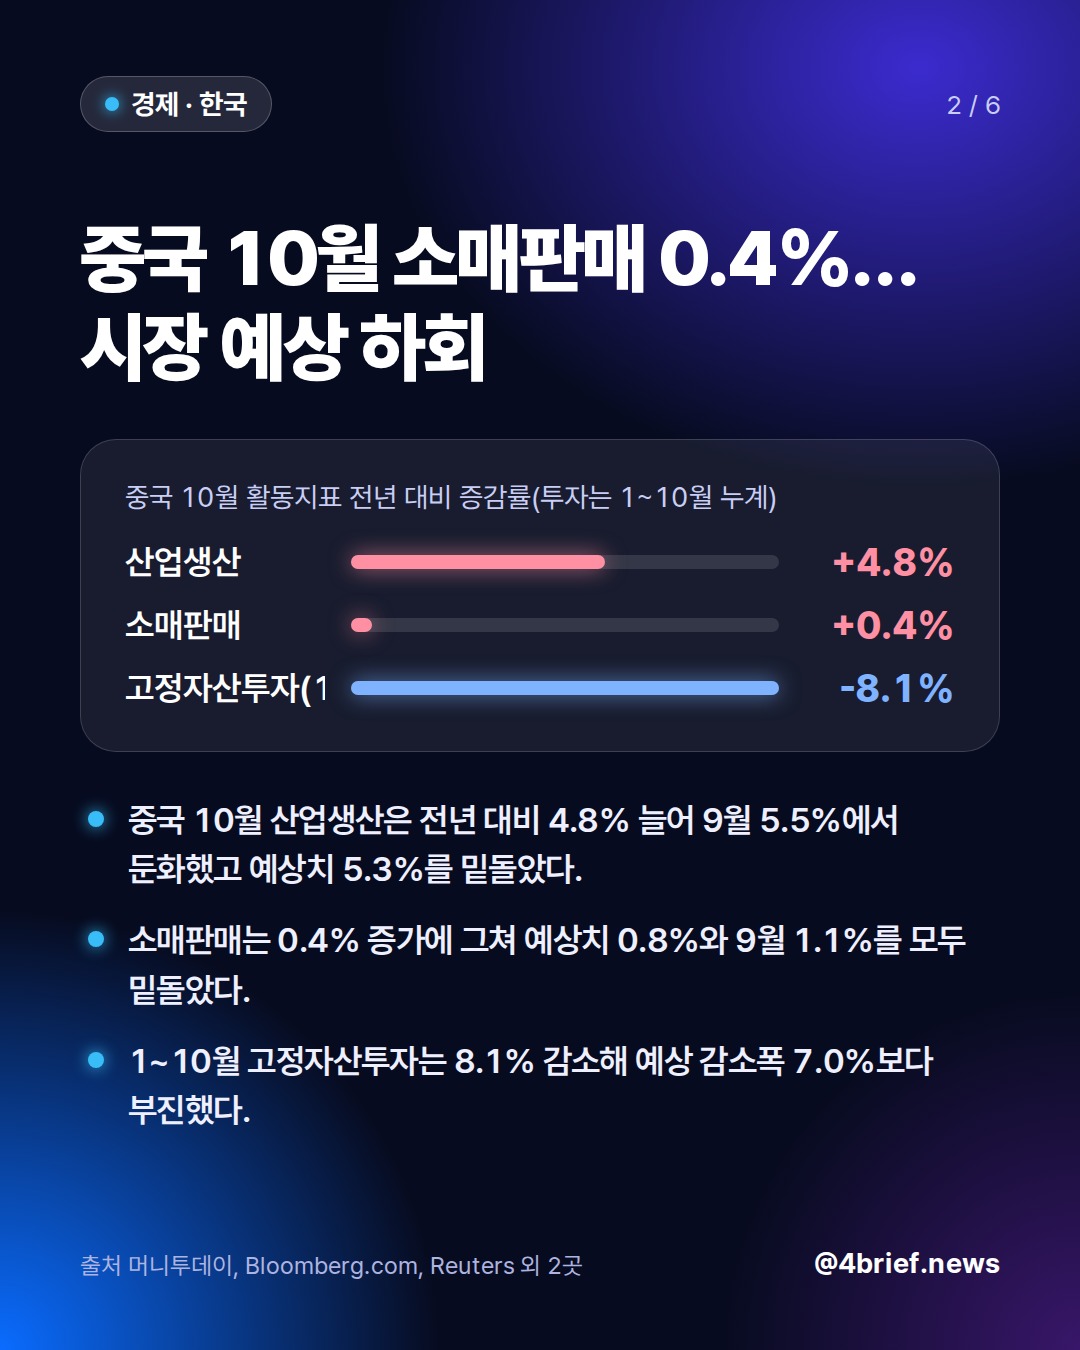 경제 · 한국
2 / 6
중국 10월 소매판매 0.4%...
시장 예상 하회
중국 10월 활동지표 전년 대비 증감률(투자는 1~10월 누계)
산업생산 +4.8%
소매판매 +0.4%
고정자산투자(1 -8.1%
중국 10월 산업생산은 전년 대비 4.8% 늘어 9월 5.5%에서
둔화했고 예상치 5.3%를 밑돌았다.
소매판매는 0.4% 증가에 그쳐 예상치 0.8%와 9월 1.1%를 모두
밑돌았다.
1~10월 고정자산투자는 8.1% 감소해 예상 감소폭 7.0%보다
부진했다.
출처 머니투데이, Bloomberg.com, Reuters 외 2곳
@4brief.news